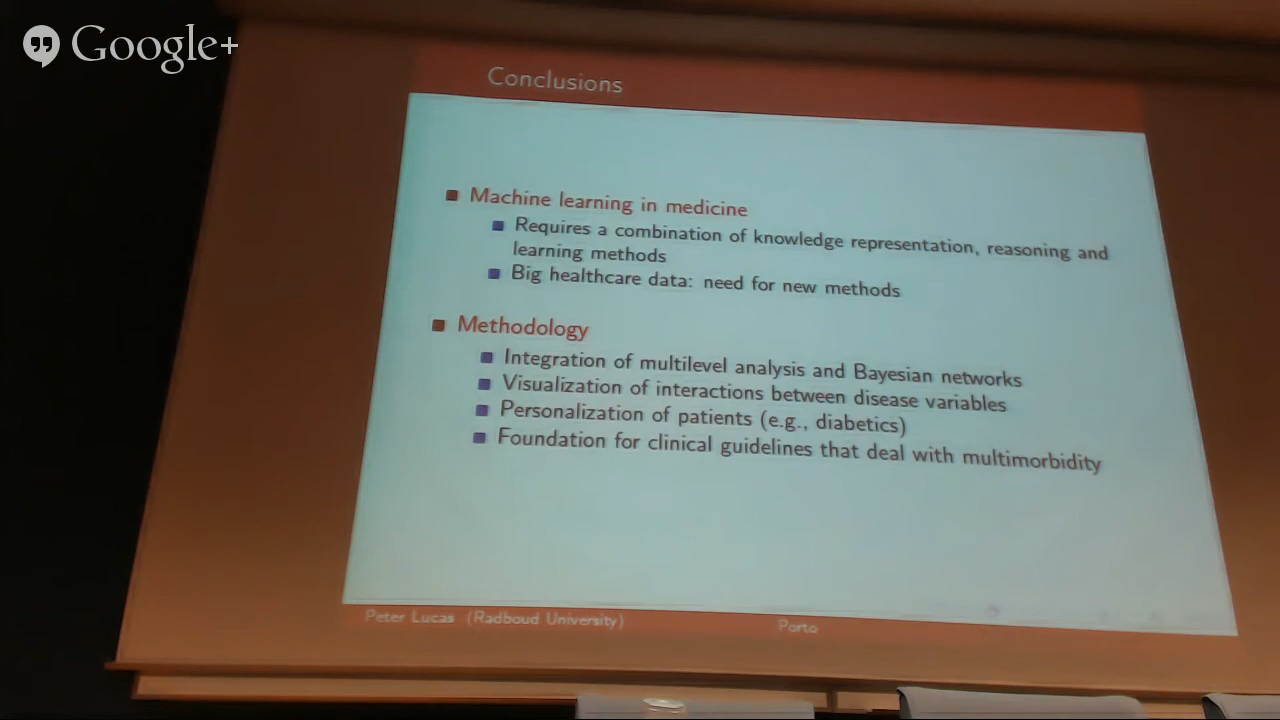 Google+
Conclusions
Machine learning in medicine
Requires a combination of knowledge representation, reasoning and
learning methods
Big healthcare data: need for new methods
Methodology
Integration of multilevel analysis and Bayesian networks
Visualization of interactions between disease variables
Personalization of patients (e.g., diabetics)
Foundation for clinical guidelines that deal with multimorbidity
Peter Lucas (Radboud University) Porto